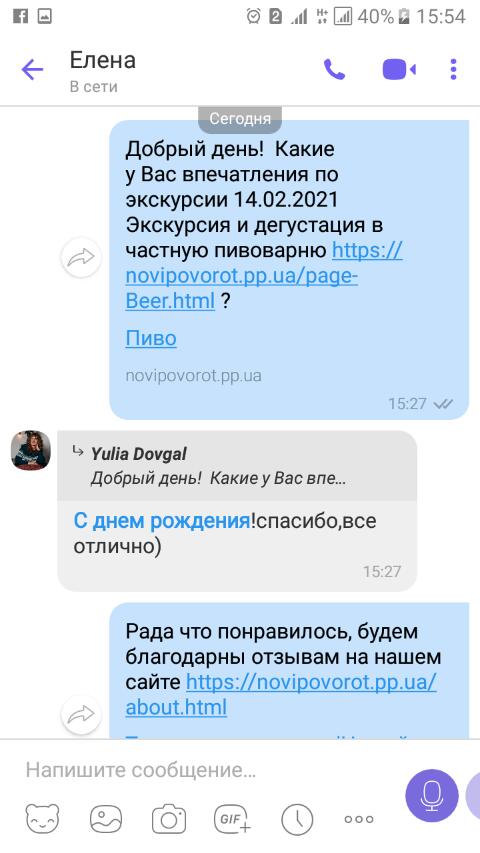 40% 15:54
Елена
В сети
Сегодня
Добрый день!  Какие
у Вас впечатления по
экскурсии 14.02.2021
Экскурсия и дегустация в
частную пивоварню https://
novipovorot.pp.ua/page-
Beer.html ?
Пиво
novipovorot.pp.ua
15:27
Yulia Dovgal
Добрый день!  Какие у Вас впе...
С днем рождения!спасибо,все
отлично)
15:27
Рада что понравилось, будем
благодарны отзывам на нашем
сайте https://novipovorot.pp.ua/
about.html
Напишите сообщение...
GIF